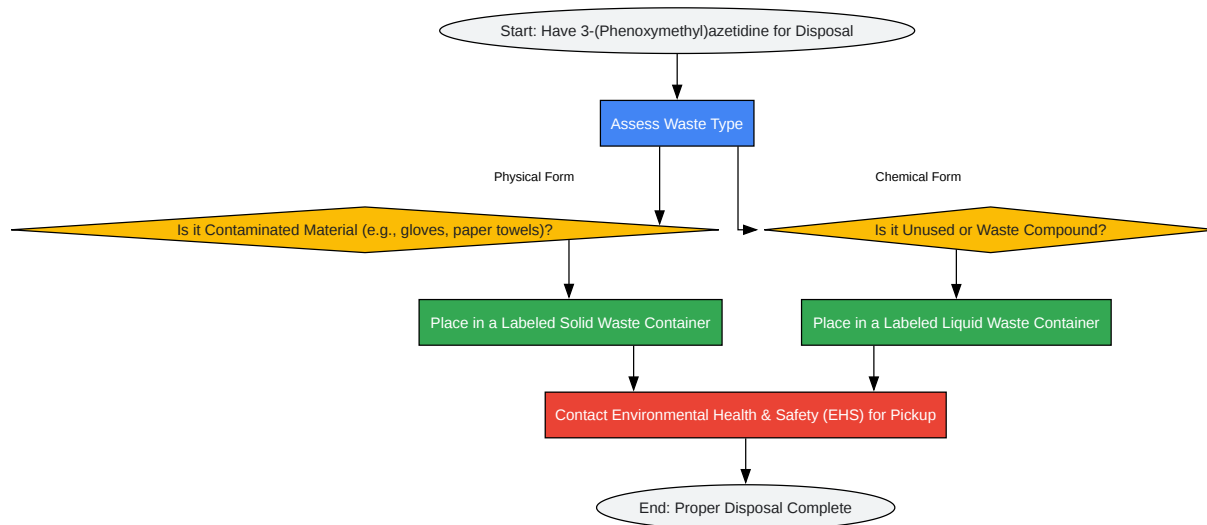 Start: Have 3-(Phenoxymethyl)azetidine for Disposal
Assess Waste Type
Physical Form
Chemical Form
Is it Contaminated Material (e.g., gloves, paper towels)?
Is it Unused or Waste Compound?
Place in a Labeled Solid Waste Container
Place in a Labeled Liquid Waste Container
Contact Environmental Health & Safety (EHS) for Pickup
End: Proper Disposal Complete